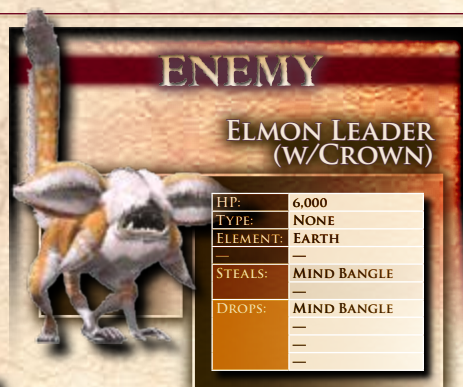 ENEMY
ELMON LEADER
(W/CROWN)
HP: 6,000
TYPE: NONE
ELEMENT: EARTH
— —
STEALS: MIND BANGLE
—
DROPS: MIND BANGLE
—
—
—